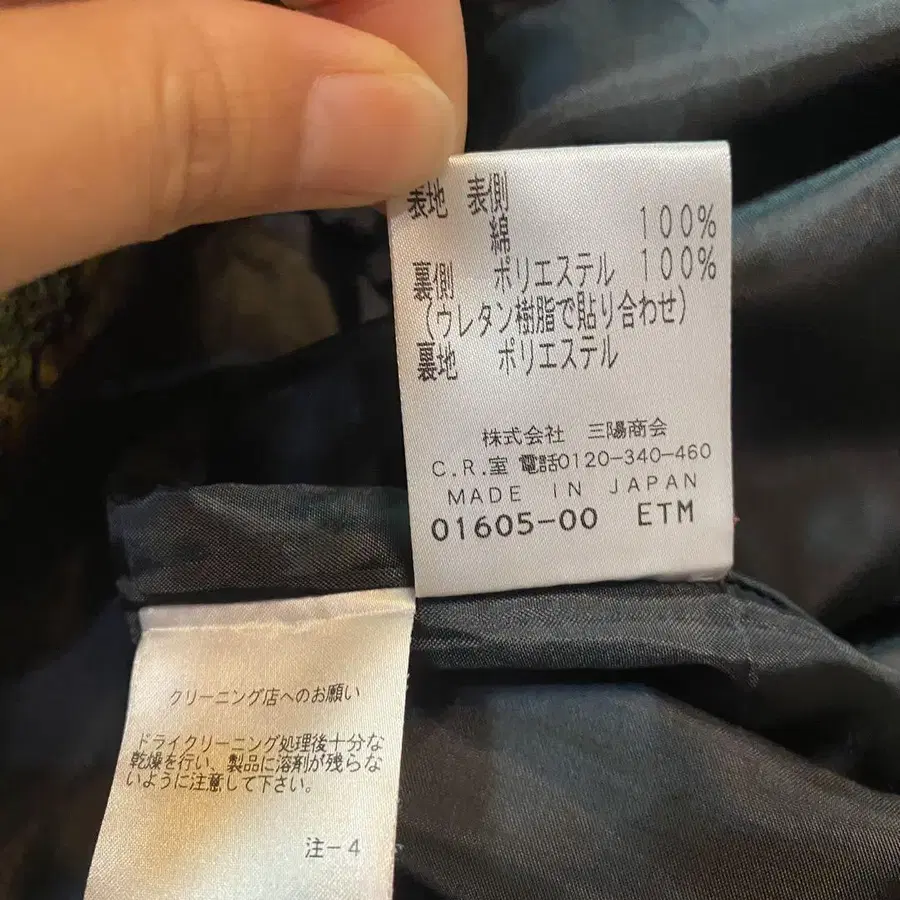 表地 表側
綿 100%
裏側 ポリエステル 100%
(ウレタン樹脂で貼り合わせ)
裏地 ポリエステル
株式会社 三陽商会
C.R.室 電話0120-340-460
MADE IN JAPAN
01605-00 ETM
クリーニング店へのお願い
ドライクリーニング処理後十分な
乾燥を行い、製品に溶剤が残らな
いように注意して下さい。
注-4